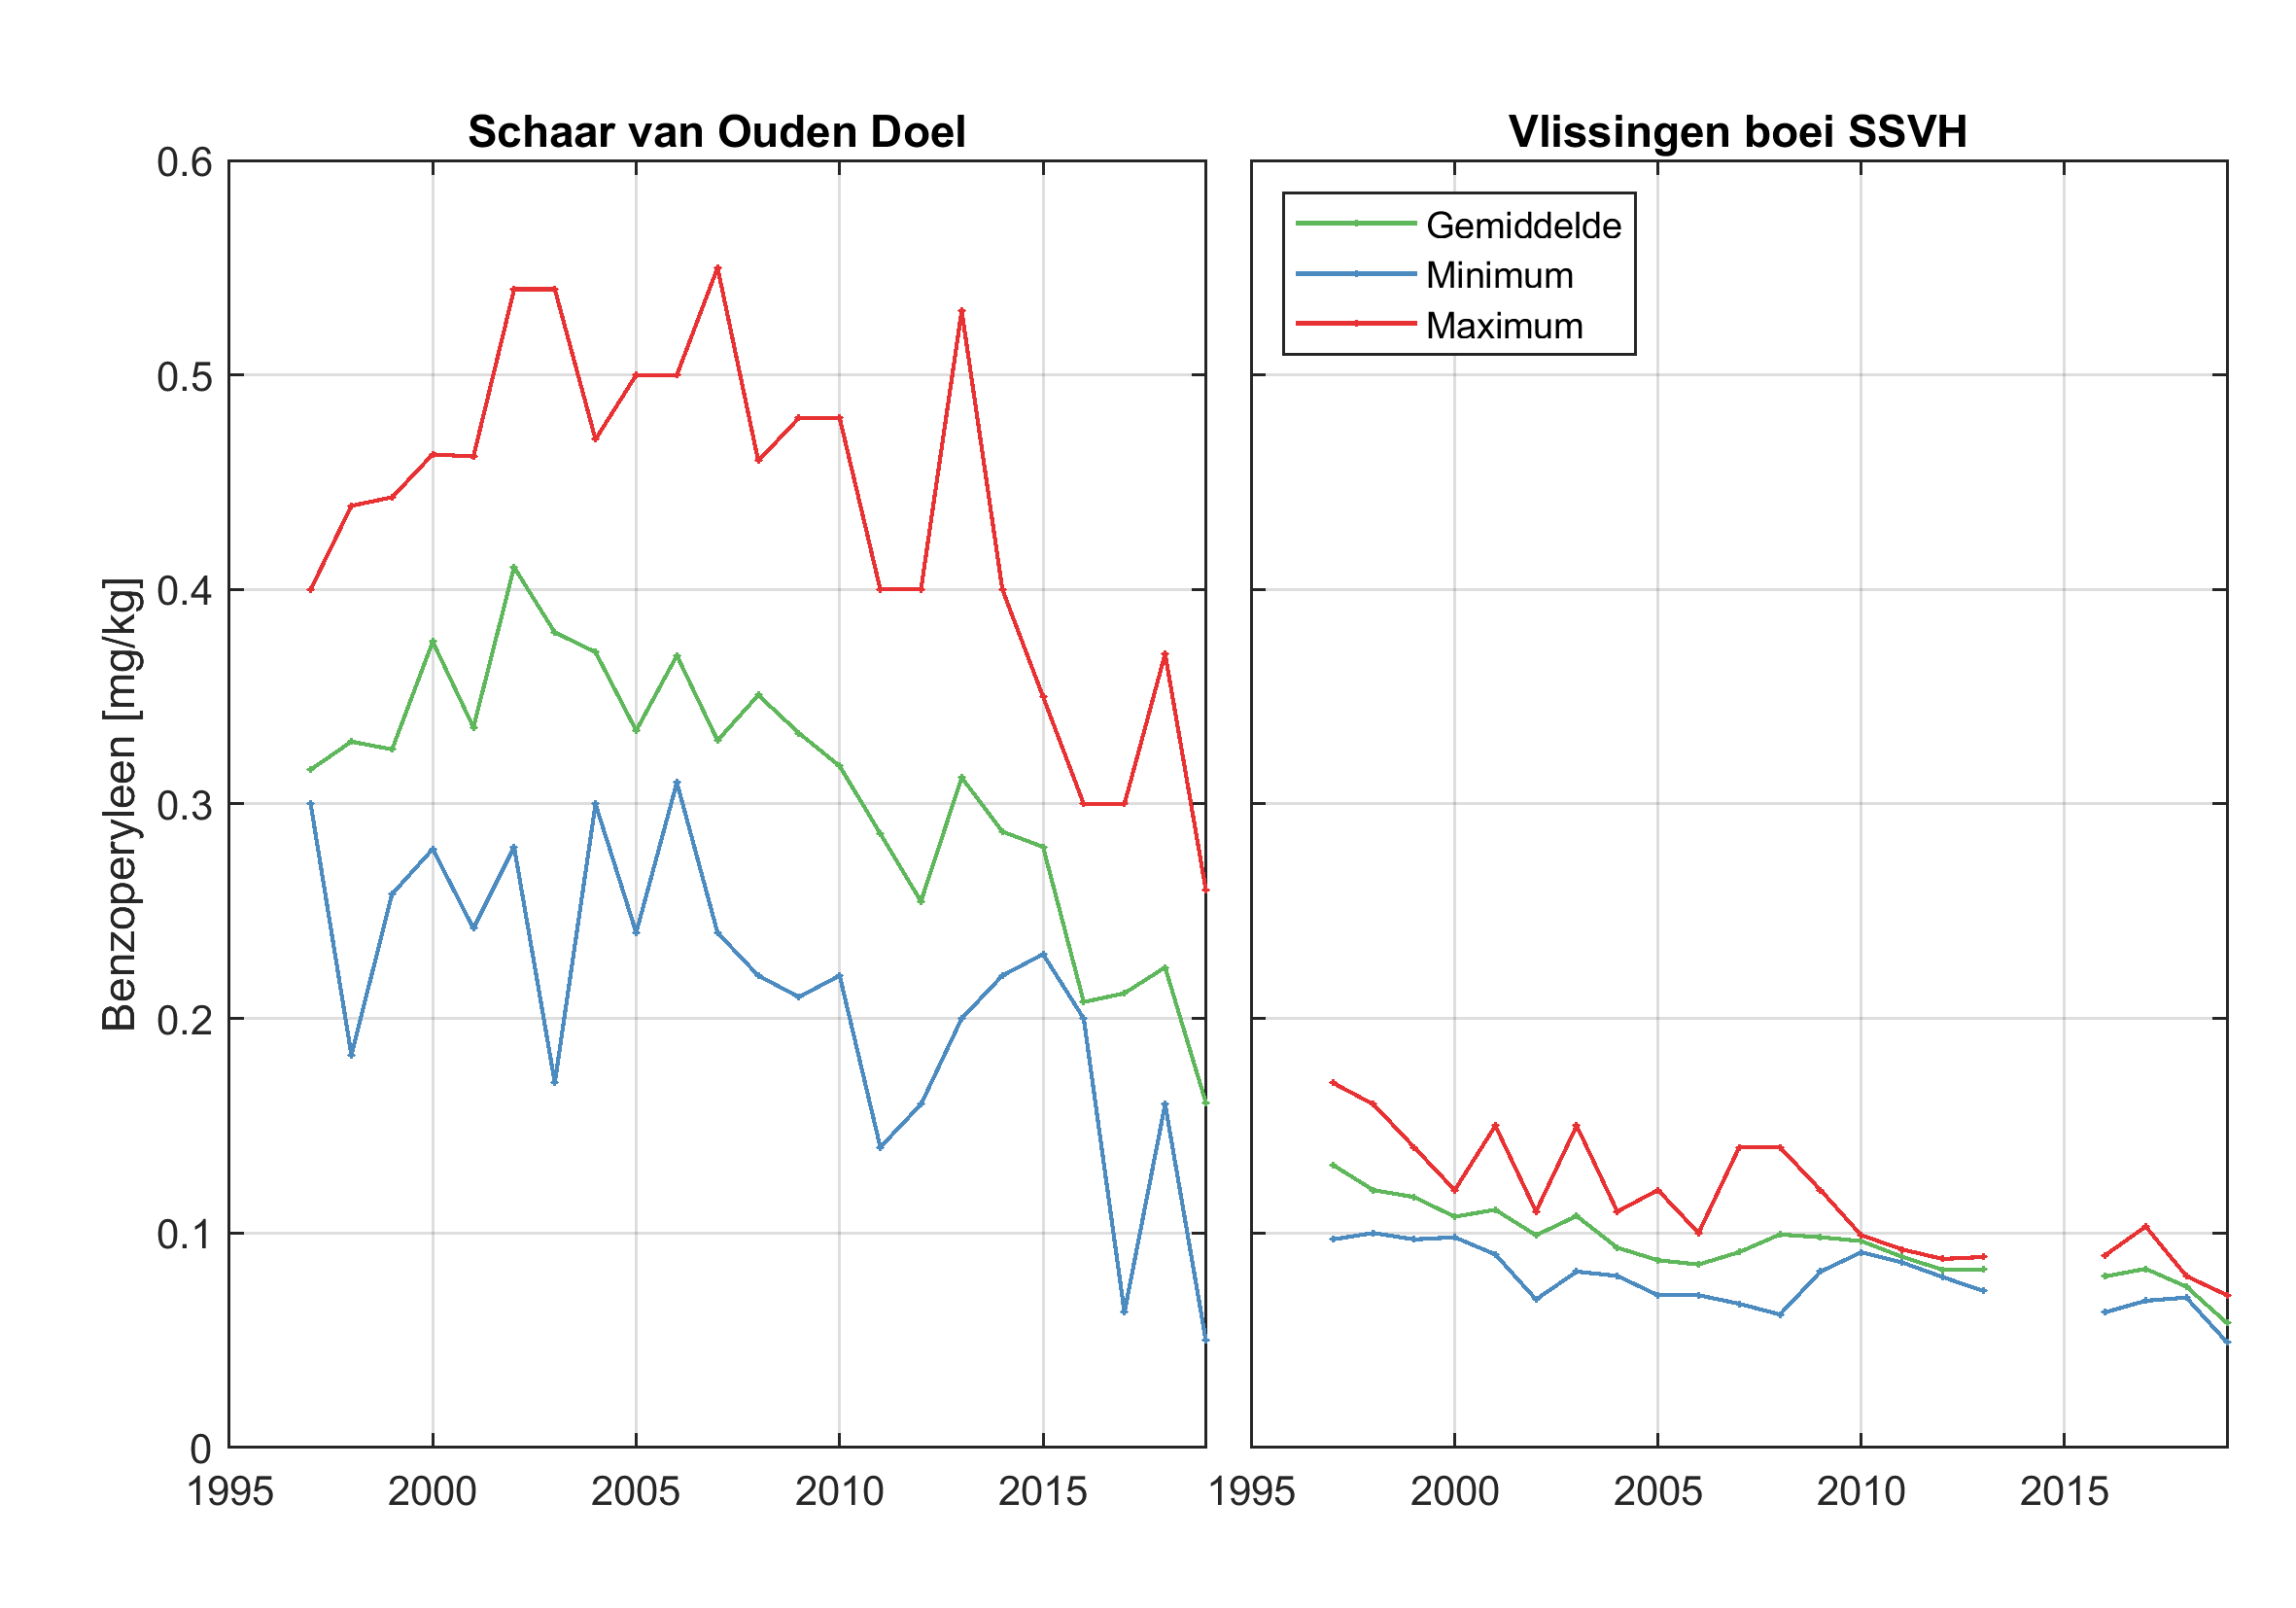 Schaar van Ouden Doel
Vlissingen boei SSVH
Benzoperyleen [mg/kg]
0.6
0.5
0.4
0.3
0.2
0.1
0
1995 2000 2005 2010 2015
1995 2000 2005 2010 2015
Gemiddelde
Minimum
Maximum